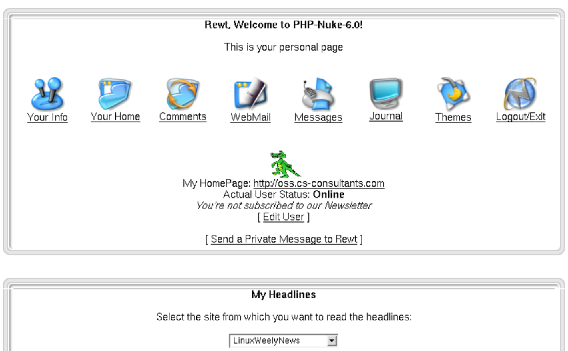 Rewt, Welcome to PHP-Nuke-6.0!
This is your personal page
Your Info Your Home Comments WebMail Messages Journal Themes Logout/Exit
My HomePage: http://oss.cs-consultants.com
Actual User Status: Online
You're not subscribed to our Newsletter
[ Edit User ]
[ Send a Private Message to Rewt ]
My Headlines
Select the site from which you want to read the headlines:
LinuxWeelyNews